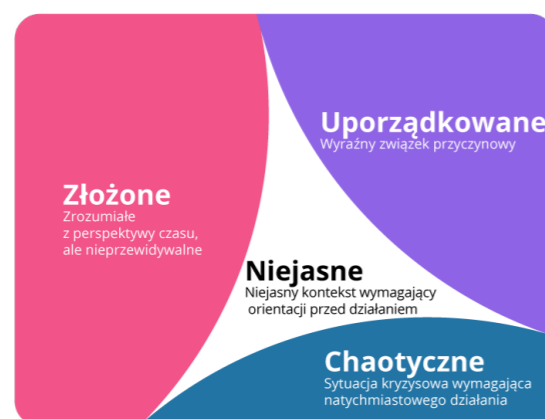 Uporządkowane
Wyraźny związek przyczynowy
Złożone
Zrozumiałe
z perspektywy czasu,
ale nieprzewidywalne
Niejasne
Niejasny kontekst wymagający
orientacji przed działaniem
Chaotyczne
Sytuacja kryzysowa wymagająca
natychmiastowego działania